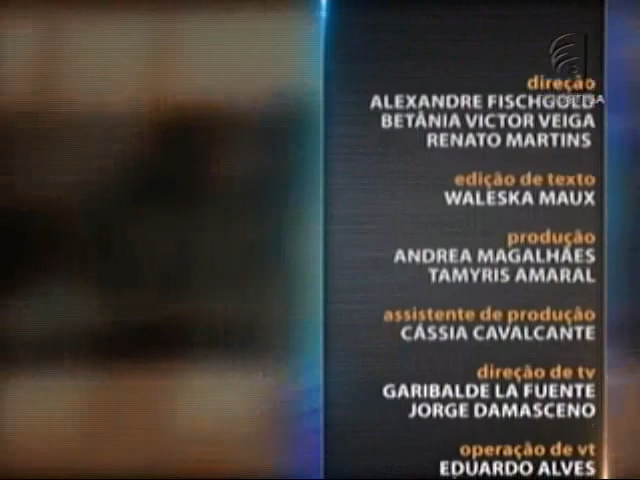 direção
ALEXANDRE FISCHGOLD
BETÂNIA VICTOR VEIGA
RENATO MARTINS
edição de texto
WALESKA MAUX
produção
ANDREA MAGALHÃES
TAMYRIS AMARAL
assistente de produção
CÁSSIA CAVALCANTE
direção de tv
GARIBALDE LA FUENTE
JORGE DAMASCENO
operação de vt
EDUARDO ALVES